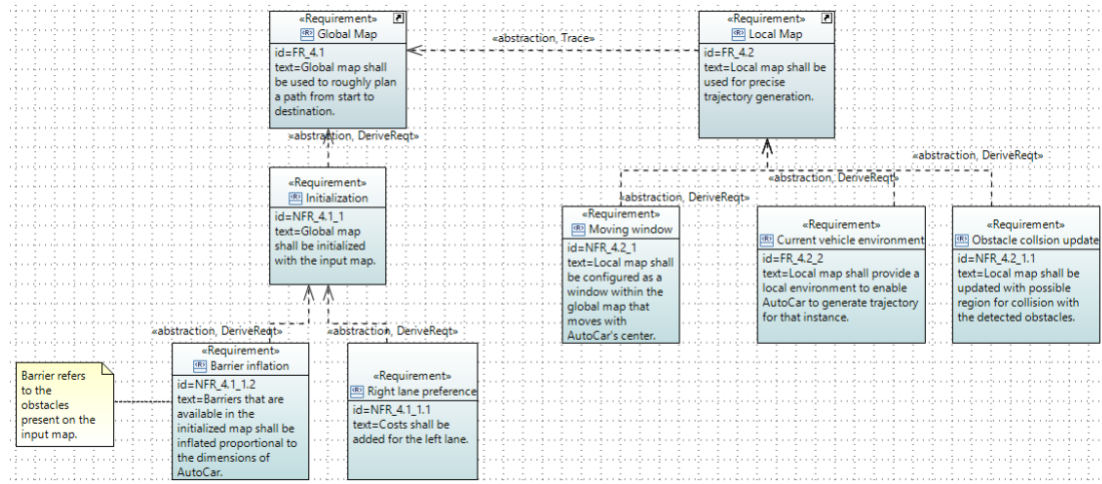 «Requirement»
Global Map
id=FR_4.1
text=Global map shall
be used to roughly plan
a path from start to
destination.
«abstraction, Trace»
«Requirement»
Local Map
id=FR_4.2
text=Local map shall be
used for precise
trajectory generation.
«abstraction, DeriveReqt»
«Requirement»
Initialization
id=NFR_4.1_1
text=Global map
shall be initialized
with the input map.
«abstraction, DeriveReqt»
«abstraction, DeriveReqt»
«abstraction, DeriveReqt»
«Requirement»
Moving window
id=NFR_4.2_1
text=Local map shall
be configured as a
window within the
global map that
moves with
AutoCar's center.
«Requirement»
Current vehicle environment
id=FR_4.2_2
text=Local map shall provide a
local environment to enable
AutoCar to generate trajectory
for that instance.
«Requirement»
Obstacle collsion update
id=NFR_4.2_1.1
text=Local map shall be
updated with possible
region for collision with
the detected obstacles.
«abstraction, DeriveReqt»
«abstraction, DeriveReqt»
Barrier refers
to the
obstacles
present on the
input map.
«Requirement»
Barrier inflation
id=NFR_4.1_1.2
text=Barriers that are
available in the
initialized map shall be
inflated proportional to
the dimensions of
AutoCar.
«Requirement»
Right lane preference
id=NFR_4.1_1.1
text=Costs shall be
added for the left lane.